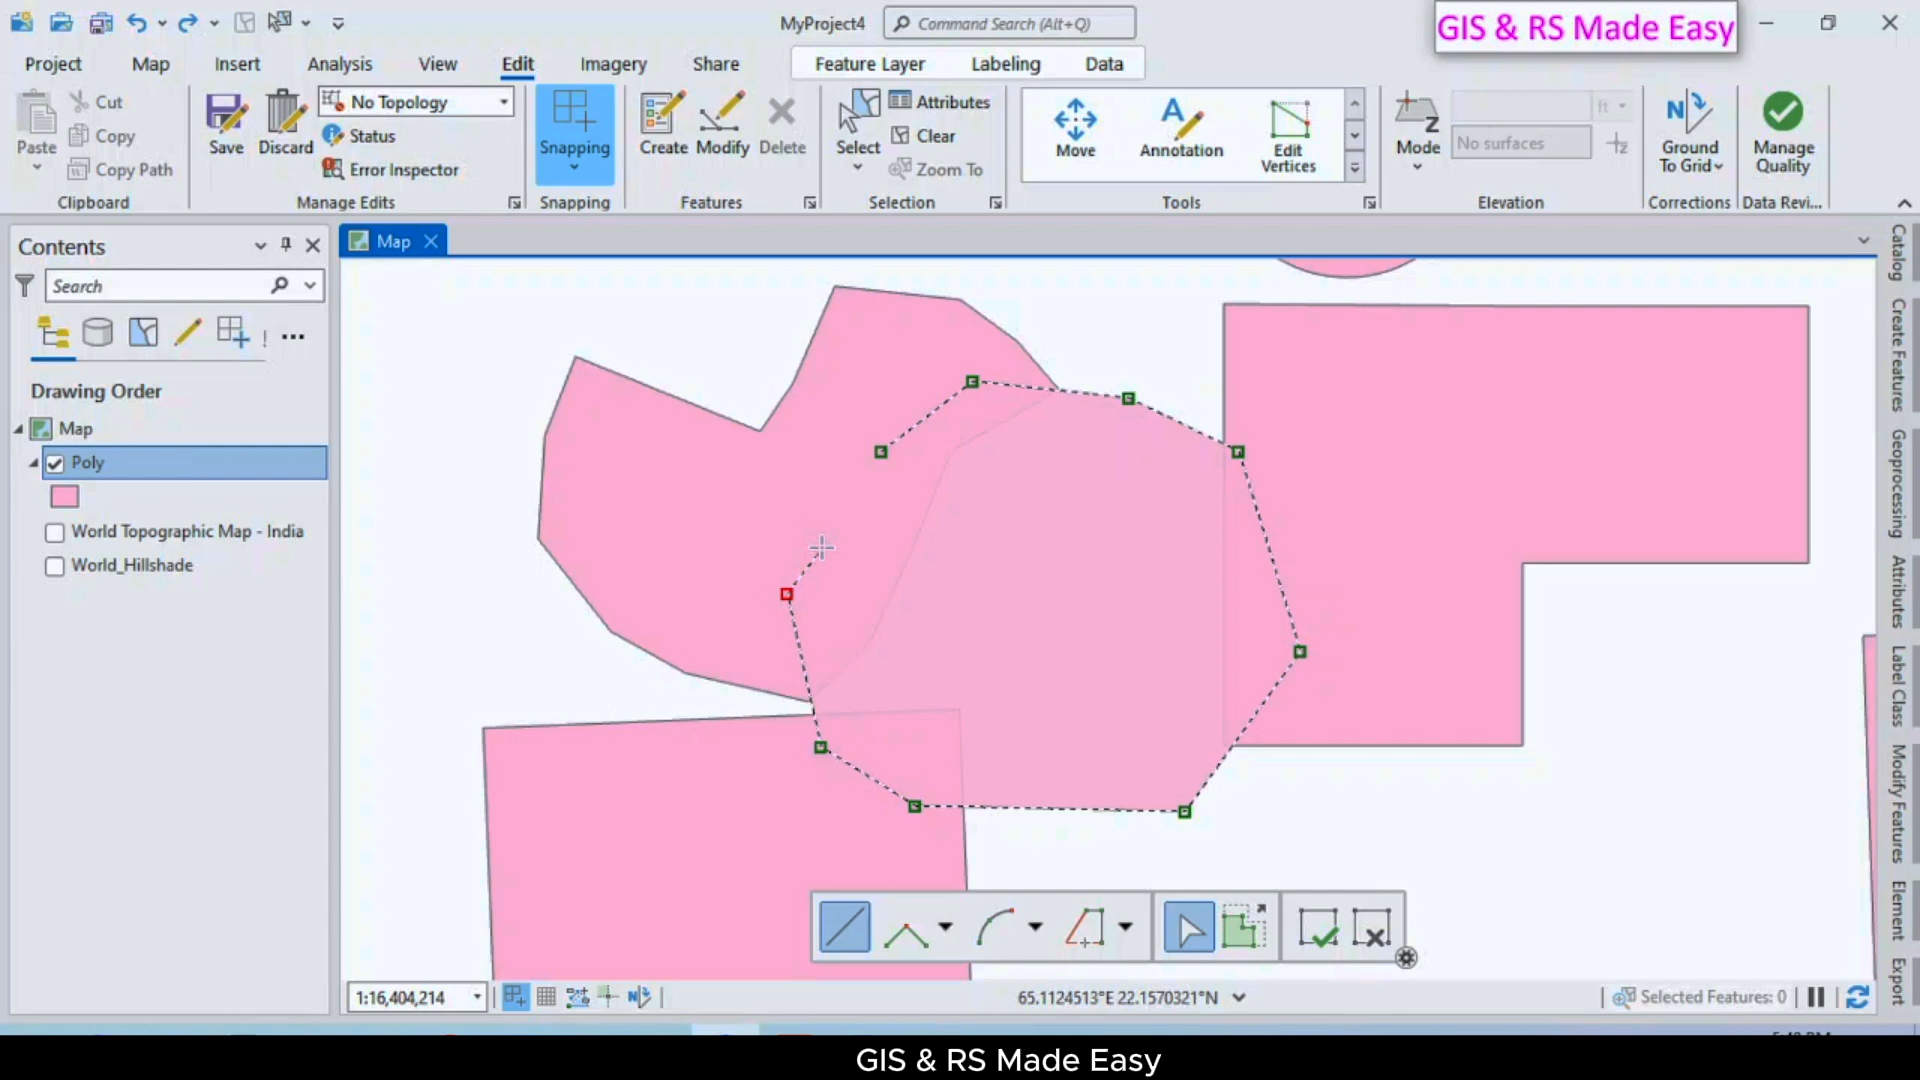 MyProject4
Command Search (Alt+Q)
GIS & RS Made Easy
Project
Map
Insert
Analysis
View
Edit
Imagery
Share
Feature Layer
Labeling
Data
Paste
Cut
Copy
Copy Path
Clipboard
Save
Discard
No Topology
Status
Error Inspector
Manage Edits
Snapping
Snapping
Create
Modify
Delete
Features
Select
Attributes
Clear
Zoom To
Selection
Move
Annotation
Edit
Vertices
Tools
Mode
ft
No surfaces
Elevation
Ground
To Grid
Corrections
Manage
Quality
Data Revi...
Contents
Search
Drawing Order
Map
Poly
World Topographic Map - India
World_Hillshade
Map
Catalog
Create Features
Geoprocessing
Attributes
Label Class
Modify Features
Element
Export
1:16,404,214
65.1124513°E 22.1570321°N
Selected Features: 0
GIS & RS Made Easy